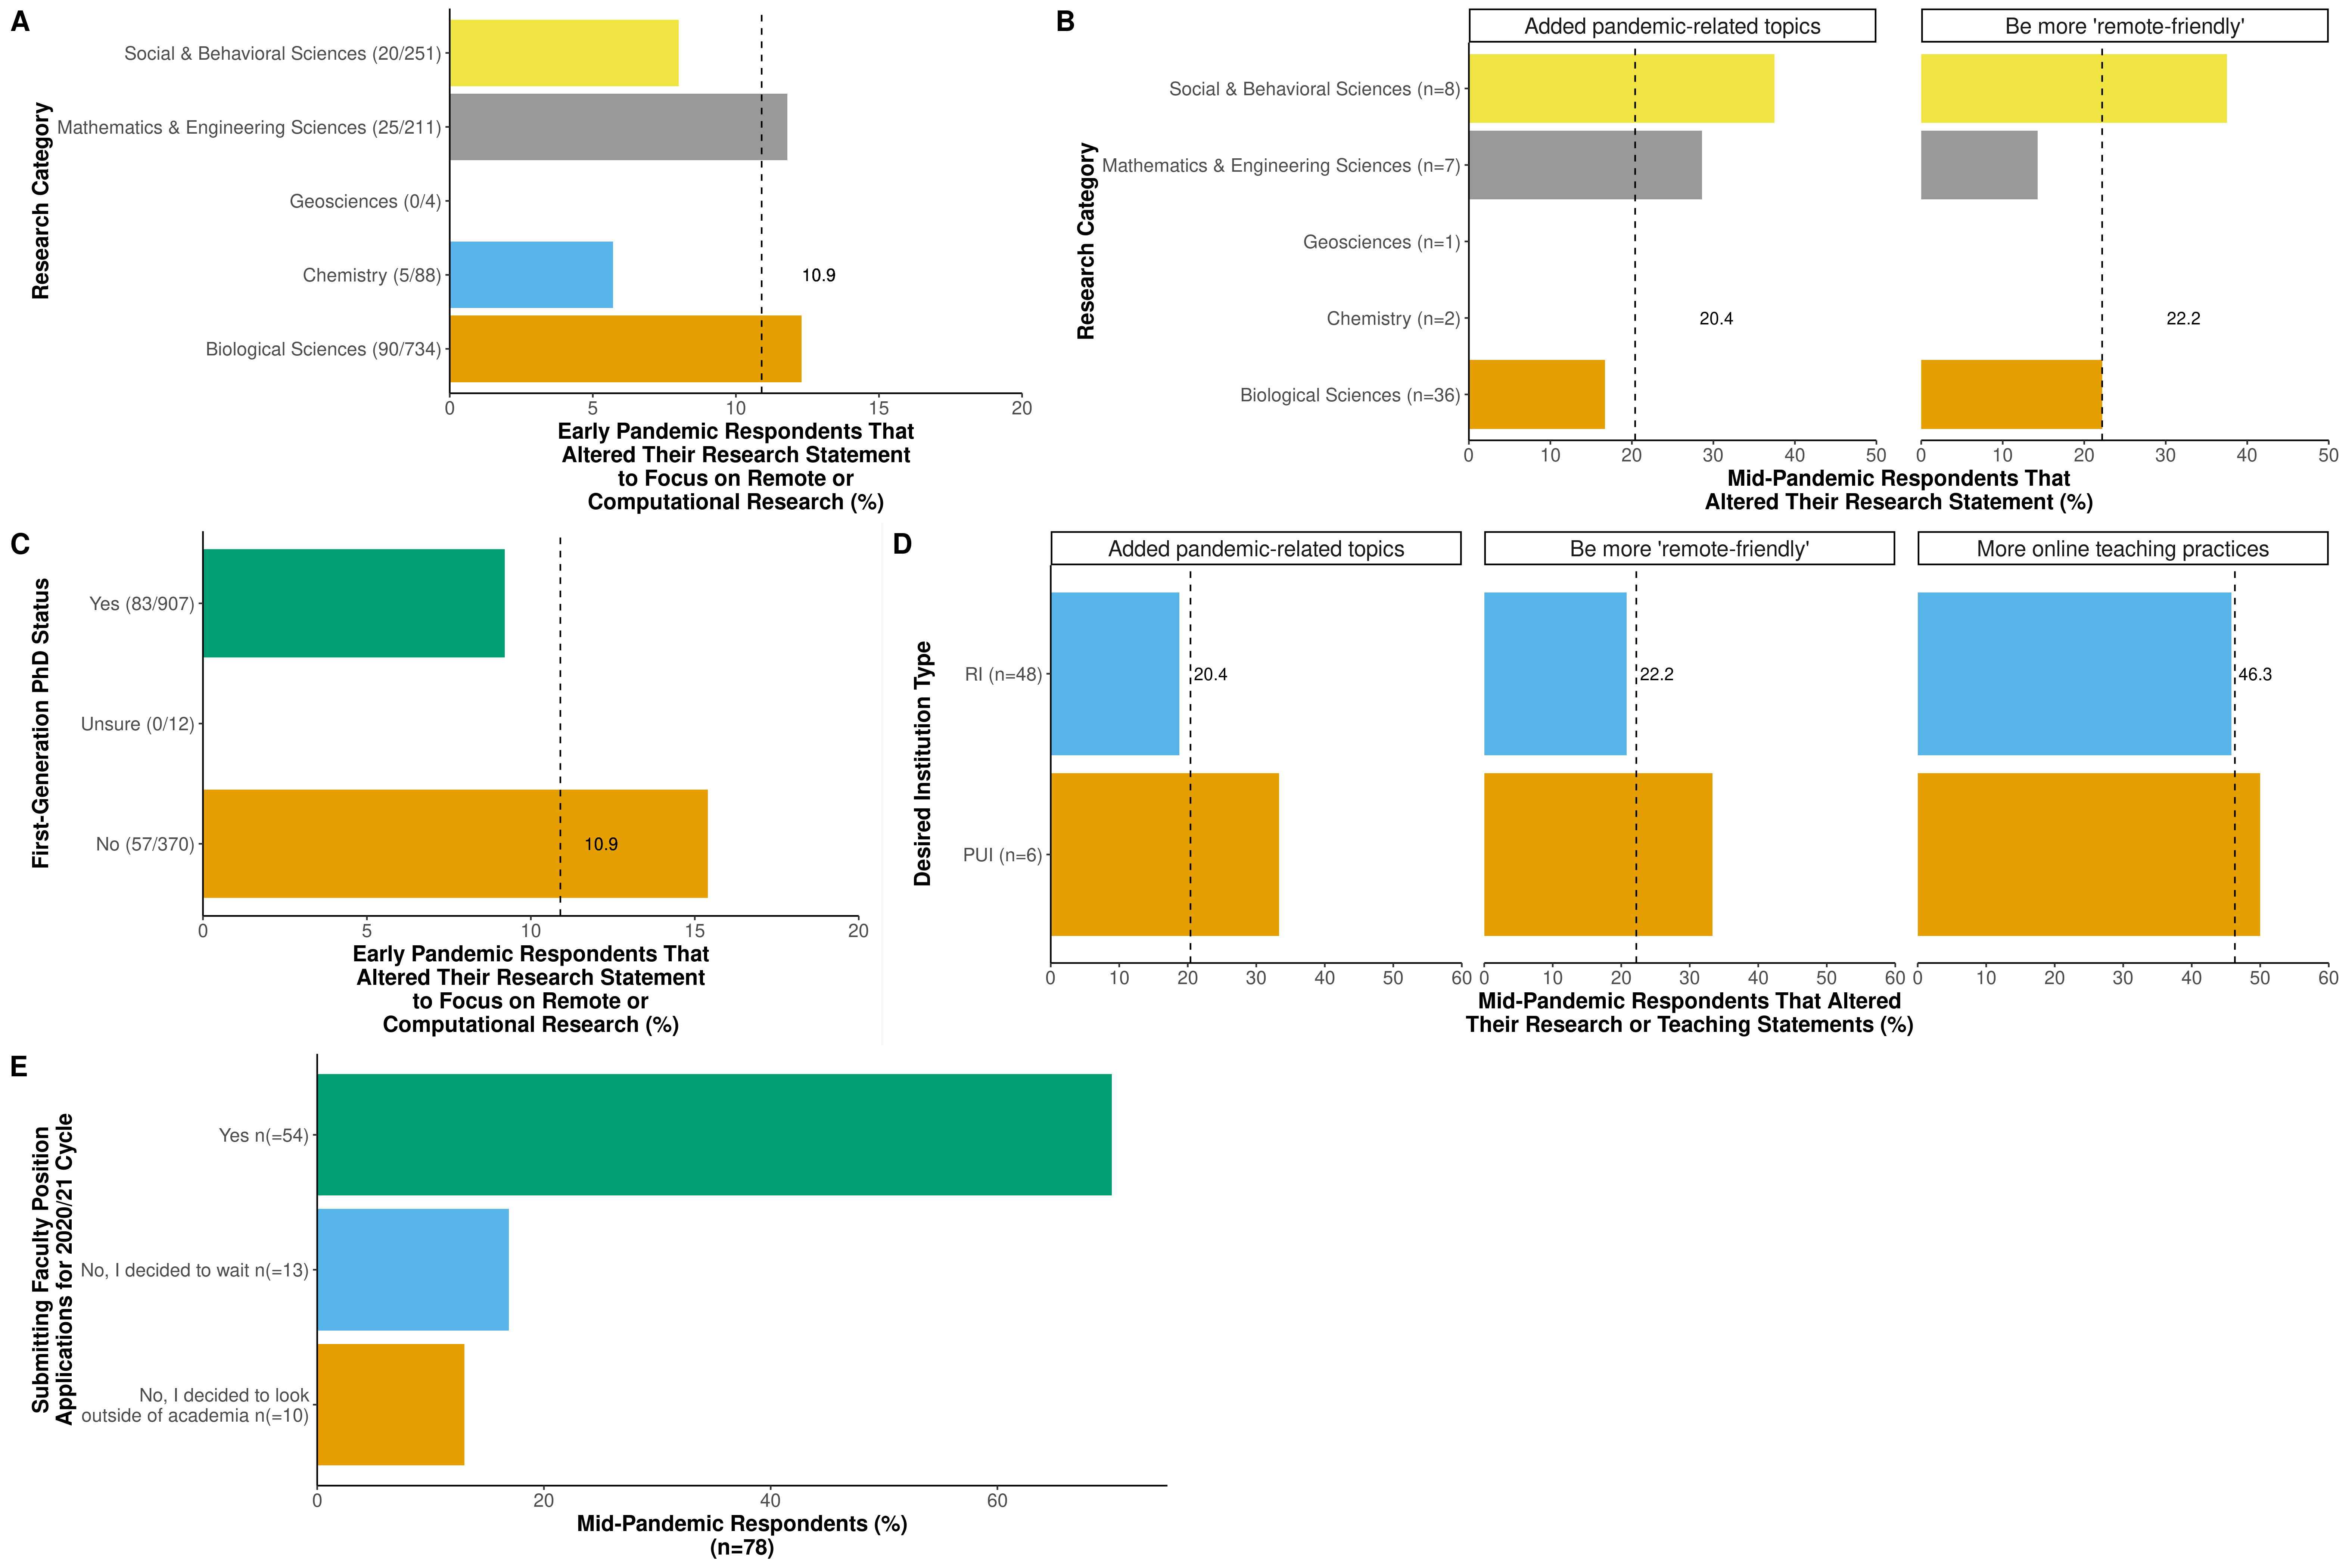 A
Research Category
Social & Behavioral Sciences (20/251)
Mathematics & Engineering Sciences (25/211)
Geosciences (0/4)
Chemistry (5/88)
Biological Sciences (90/734)
10.9
0 5 10 15 20
Early Pandemic Respondents That
Altered Their Research Statement
to Focus on Remote or
Computational Research (%)
B
Added pandemic-related topics
Be more 'remote-friendly'
Research Category
Social & Behavioral Sciences (n=8)
Mathematics & Engineering Sciences (n=7)
Geosciences (n=1)
Chemistry (n=2)
Biological Sciences (n=36)
20.4
22.2
0 10 20 30 40 50
0 10 20 30 40 50
Mid-Pandemic Respondents That
Altered Their Research Statement (%)
C
First-Generation PhD Status
Yes (83/907)
Unsure (0/12)
No (57/370)
10.9
0 5 10 15 20
Early Pandemic Respondents That
Altered Their Research Statement
to Focus on Remote or
Computational Research (%)
D
Added pandemic-related topics
Be more 'remote-friendly'
More online teaching practices
Desired Institution Type
RI (n=48)
PUI (n=6)
20.4
22.2
46.3
0 10 20 30 40 50 60
0 10 20 30 40 50 60
0 10 20 30 40 50 60
Mid-Pandemic Respondents That Altered
Their Research or Teaching Statements (%)
E
Submitting Faculty Position
Applications for 2020/21 Cycle
Yes n(=54)
No, I decided to wait n(=13)
No, I decided to look
outside of academia n(=10)
0 20 40 60
Mid-Pandemic Respondents (%)
(n=78)